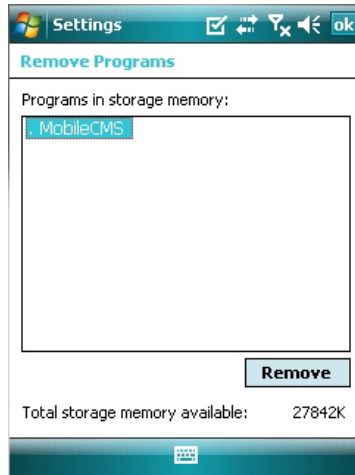 Settings ok
Remove Programs
Programs in storage memory:
. MobileCMS
Remove
Total storage memory available: 27842K